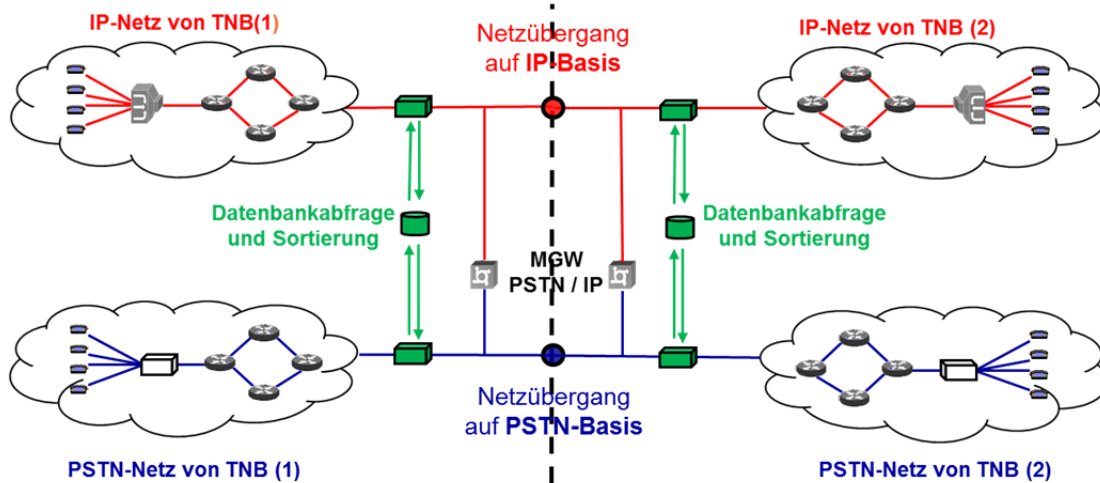 IP-Netz von TNB(1)
Netzübergang
auf IP-Basis
IP-Netz von TNB (2)
Datenbankabfrage
und Sortierung
Datenbankabfrage
und Sortierung
MGW
PSTN / IP
Netzübergang
auf PSTN-Basis
PSTN-Netz von TNB (1)
PSTN-Netz von TNB (2)